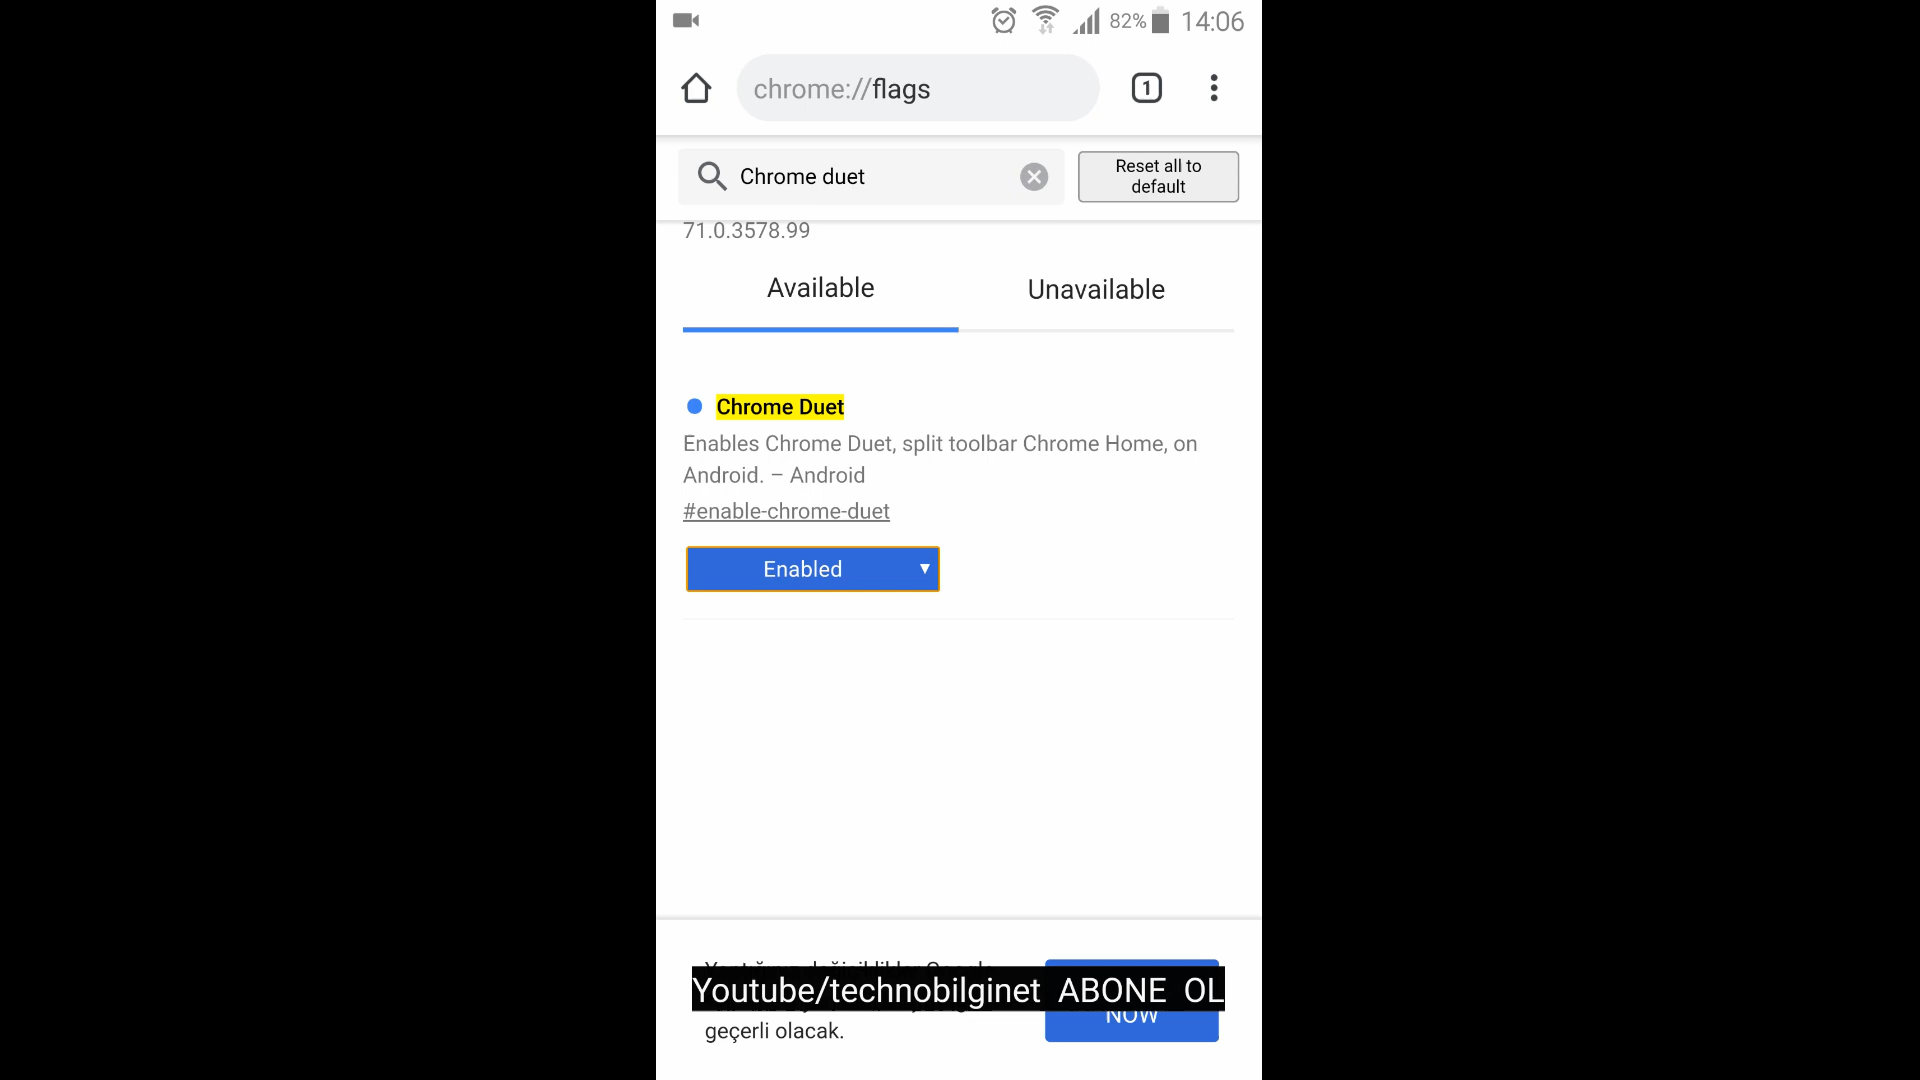 82% 14:06
chrome://flags 1
Chrome duet
Reset all to
default
71.0.3578.99
Available Unavailable
Chrome Duet
Enables Chrome Duet, split toolbar Chrome Home, on
Android. – Android
#enable-chrome-duet
Enabled
Youtube/technobilginet ABONE OL
NOW
geçerli olacak.